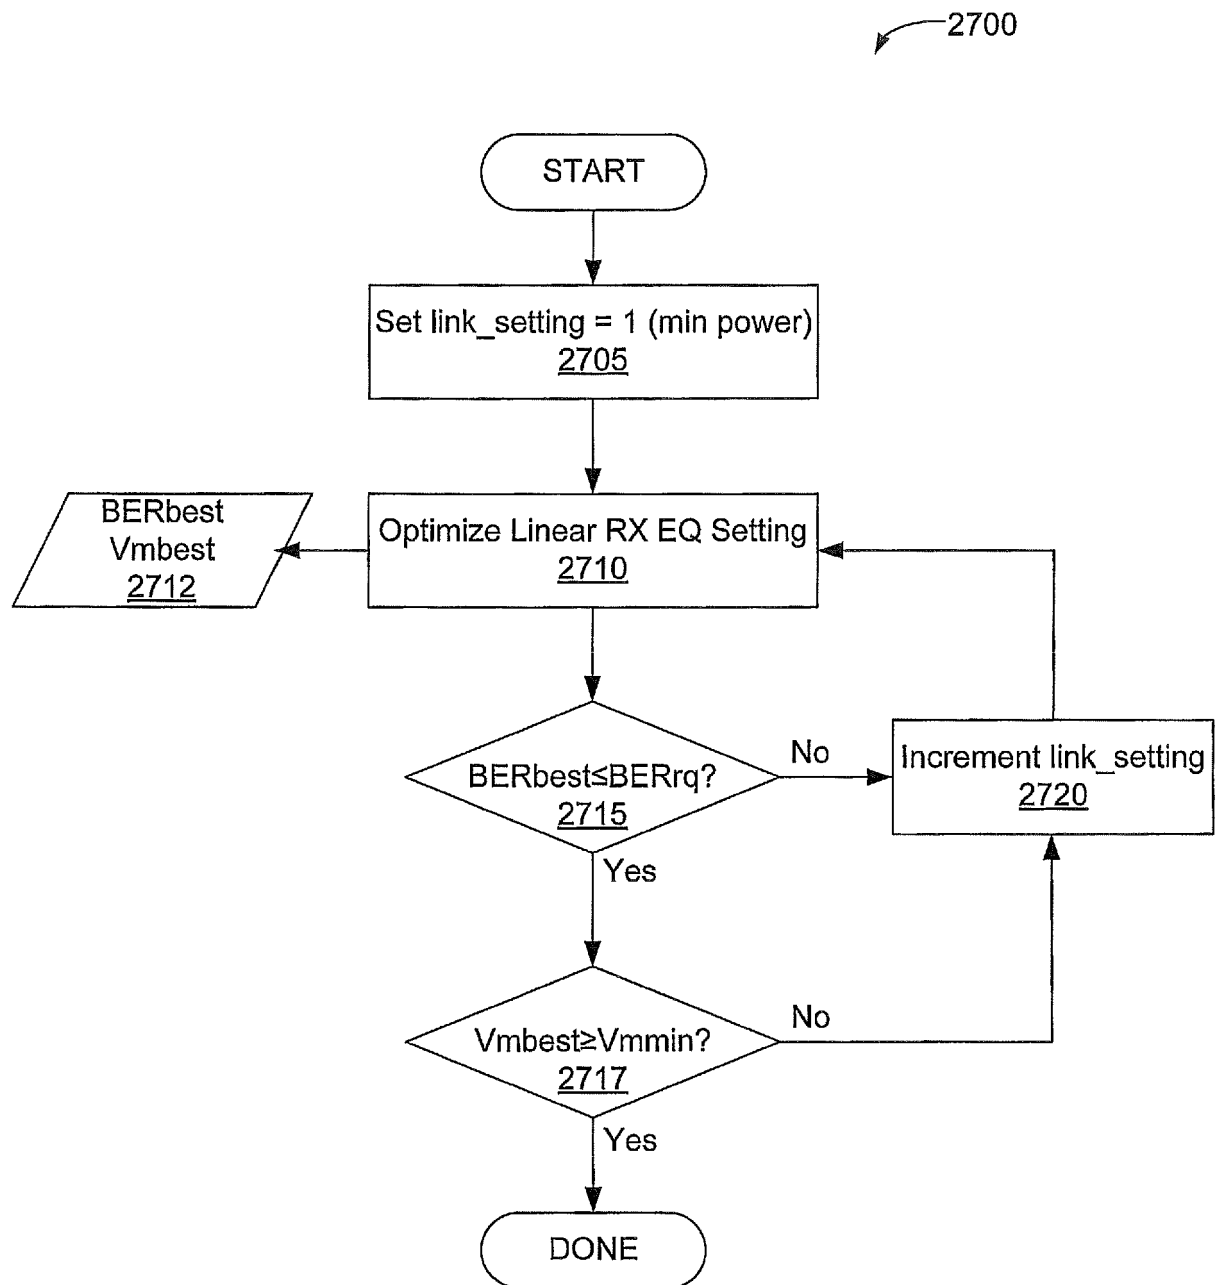 2700
START
Set link_setting = 1 (min power)
2705
BERbest
Vmbest
2712
Optimize Linear RX EQ Setting
2710
BERbest≤BERrq?
2715
No
Increment link_setting
2720
Yes
Vmbest≥Vmmin?
2717
No
Yes
DONE